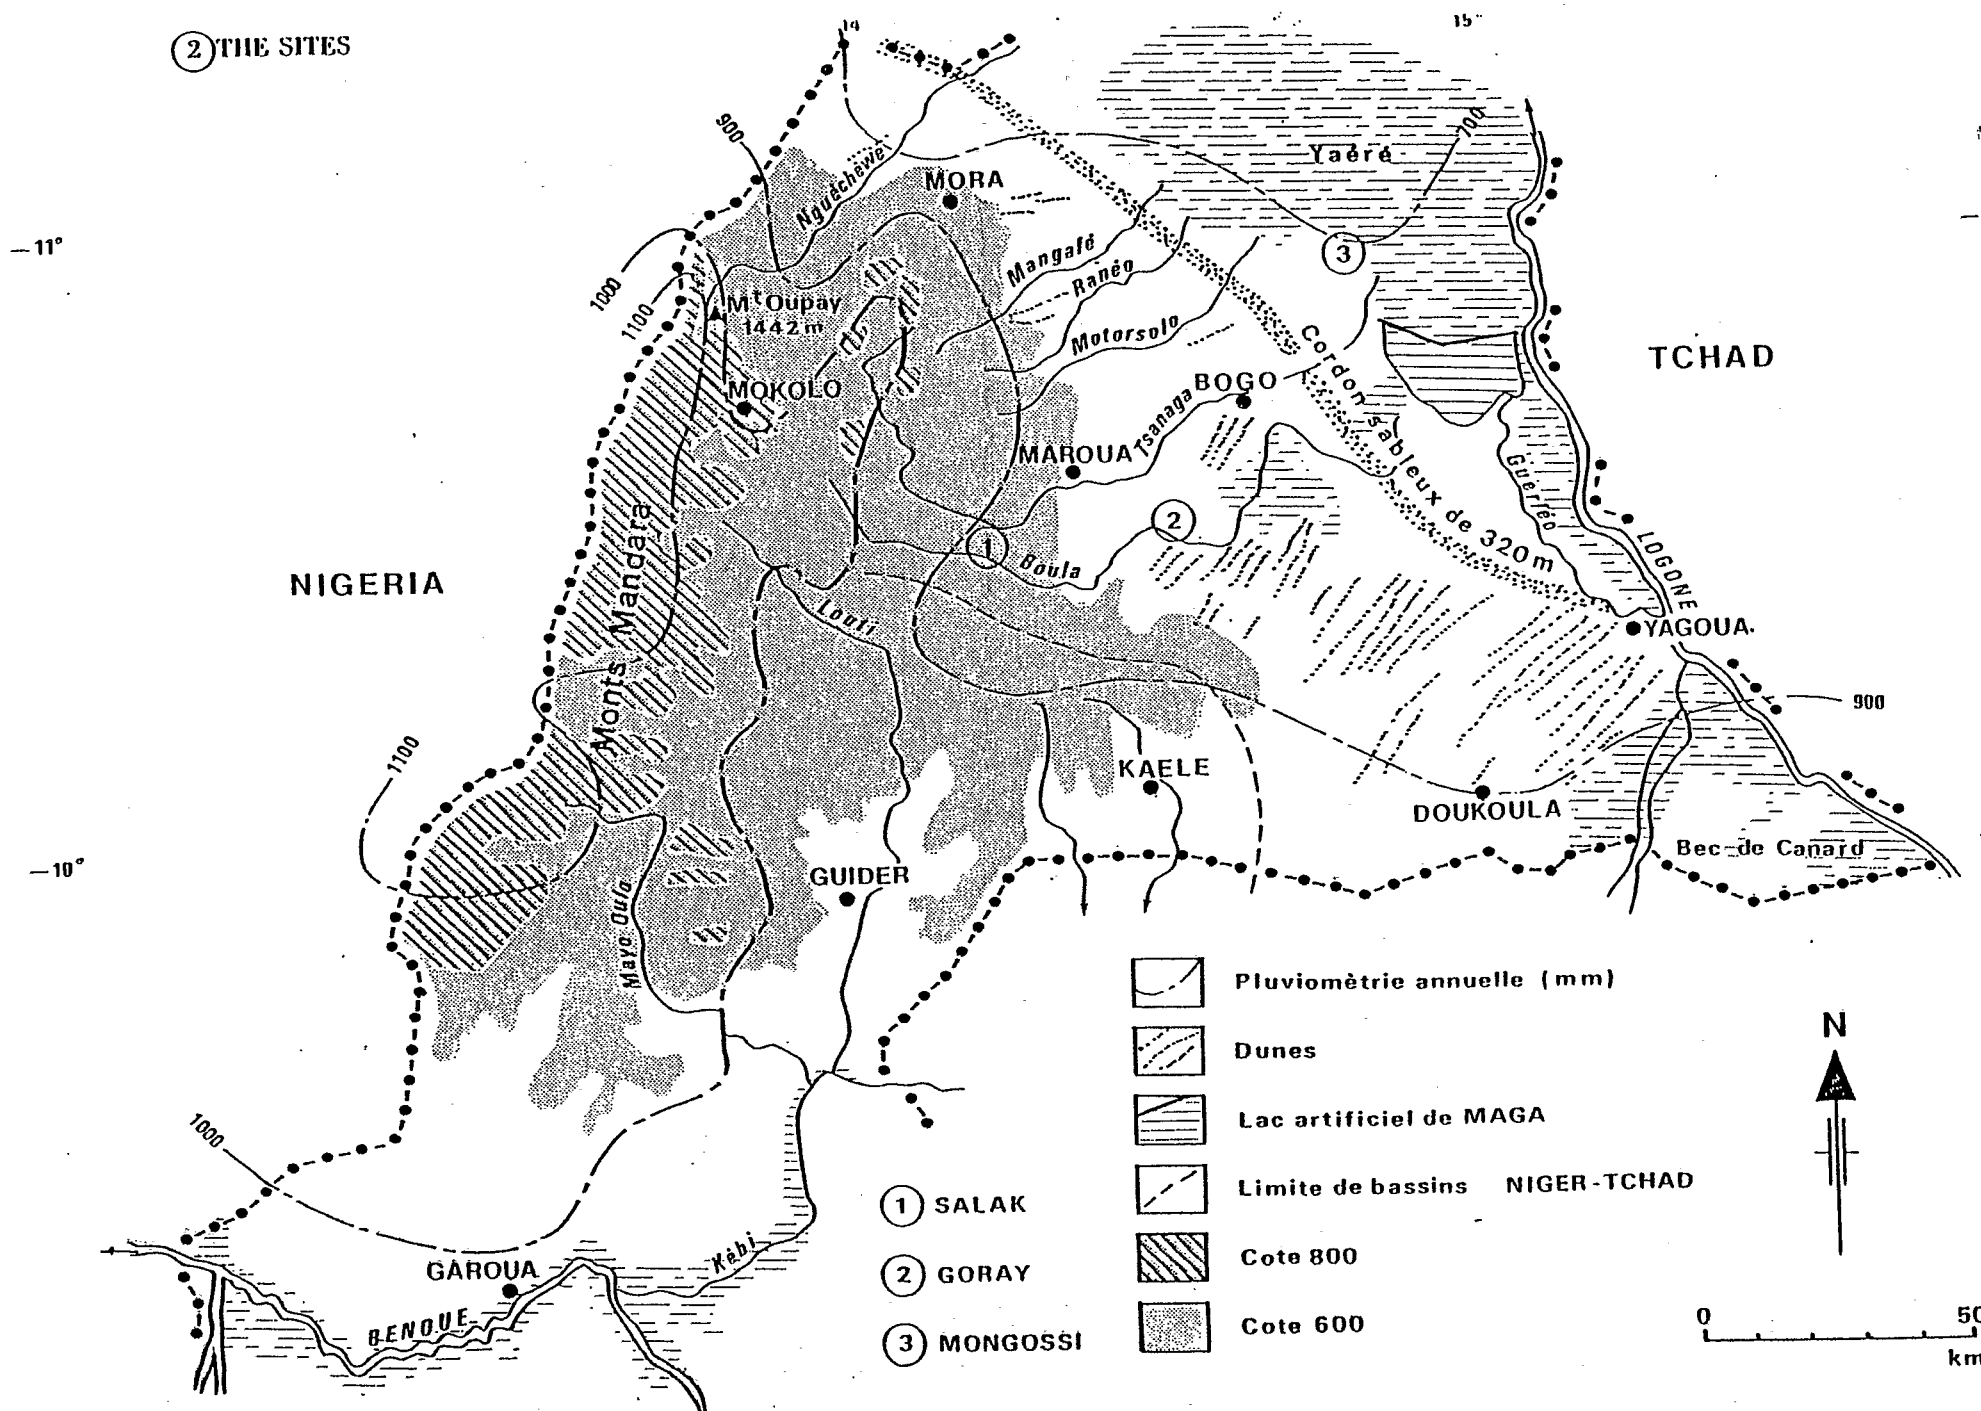 ② THE SITES
14
15°
900
700
Yaéré
MORA
Nguéchéwé
11°
1000
1100
Mangafé
Ranéo
3
Mt Oupay
1442 m
Motorsolo
TCHAD
MOKOLO
BOGO
Tsanaga
MAROUA
Cordon sableux de 320 m
Guerléo
2
1
Boula
LOGONE
NIGERIA
Monts Mandara
Louti
YAGOUA
900
1100
KAELE
DOUKOULA
Bec-de Canard
10°
GUIDER
Mayo Oulo
Pluviomètrie annuelle (mm)
Dunes
N
Lac artificiel de MAGA
1000
Limite de bassins NIGER-TCHAD
1 SALAK
Cote 800
Kébi
GAROUA
2 GORAY
BENOUE
Cote 600
3 MONGOSSI
0 50
km